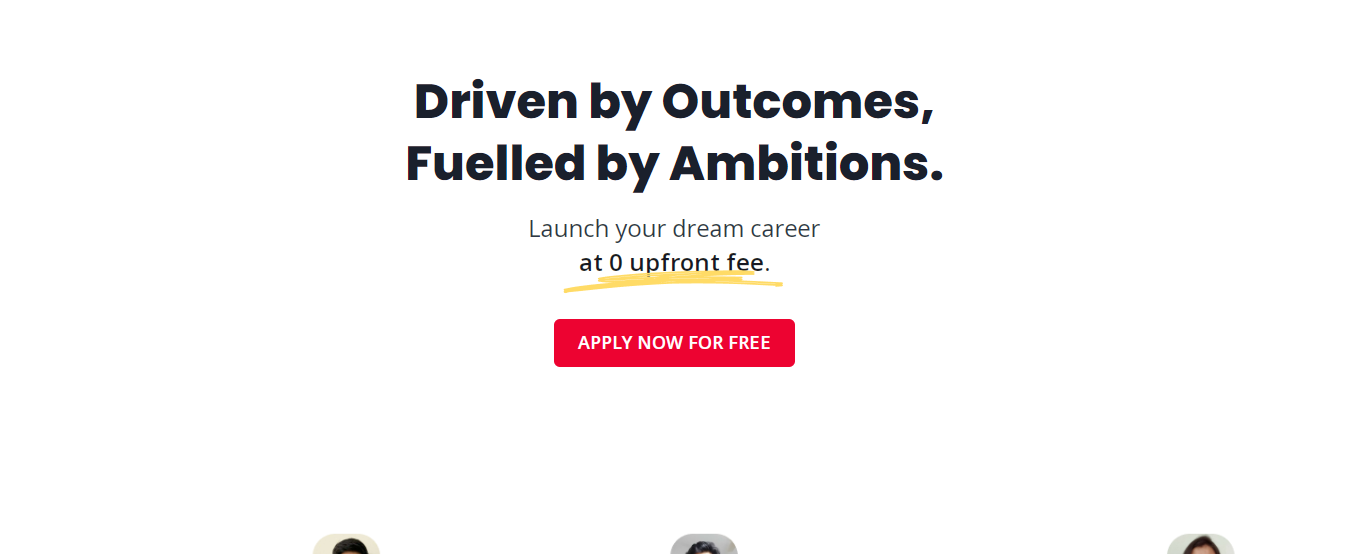 Driven by Outcomes,
Fuelled by Ambitions.
Launch your dream career
at 0 upfront fee.
APPLY NOW FOR FREE